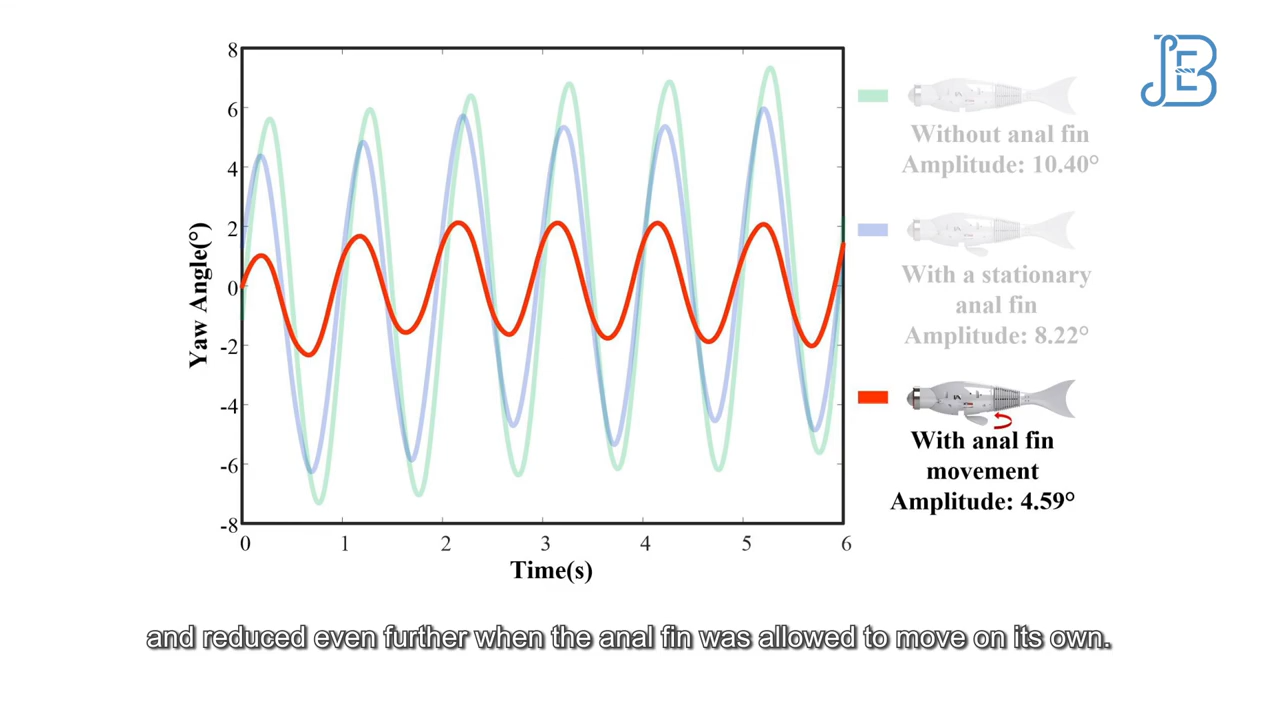 JEB
8
6
4
2
0
-2
-4
-6
-8
Yaw Angle(°)
0 1 2 3 4 5 6
Time(s)
Without anal fin
Amplitude: 10.40°
With a stationary
anal fin
Amplitude: 8.22°
With anal fin
movement
Amplitude: 4.59°
and reduced even further when the anal fin was allowed to move on its own.